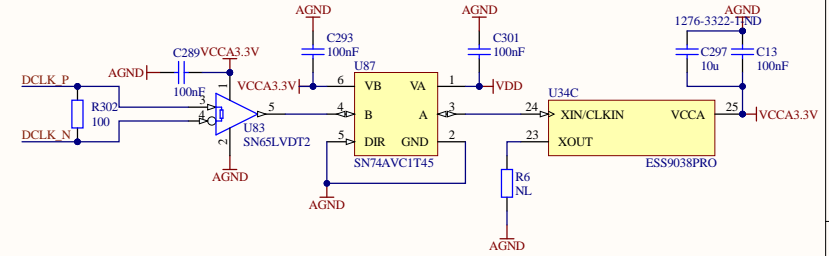 AGND
AGND
AGND
1276-3322-1-ND
C289
VCCA3.3V
C293
100nF
C301
100nF
C297
10u
C13
100nF
AGND
100nF
U87
VCCA3.3V
6
VB
VA
1
VDD
U34C
DCLK_P
R302
100
DCLK_N
1
3
4
5
2
U83
SN65LVDT2
4
B
A
3
5
DIR
GND
2
SN74AVC1T45
24
XIN/CLKIN
VCCA
25
VCCA3.3V
23
XOUT
ESS9038PRO
AGND
AGND
R6
NL
AGND